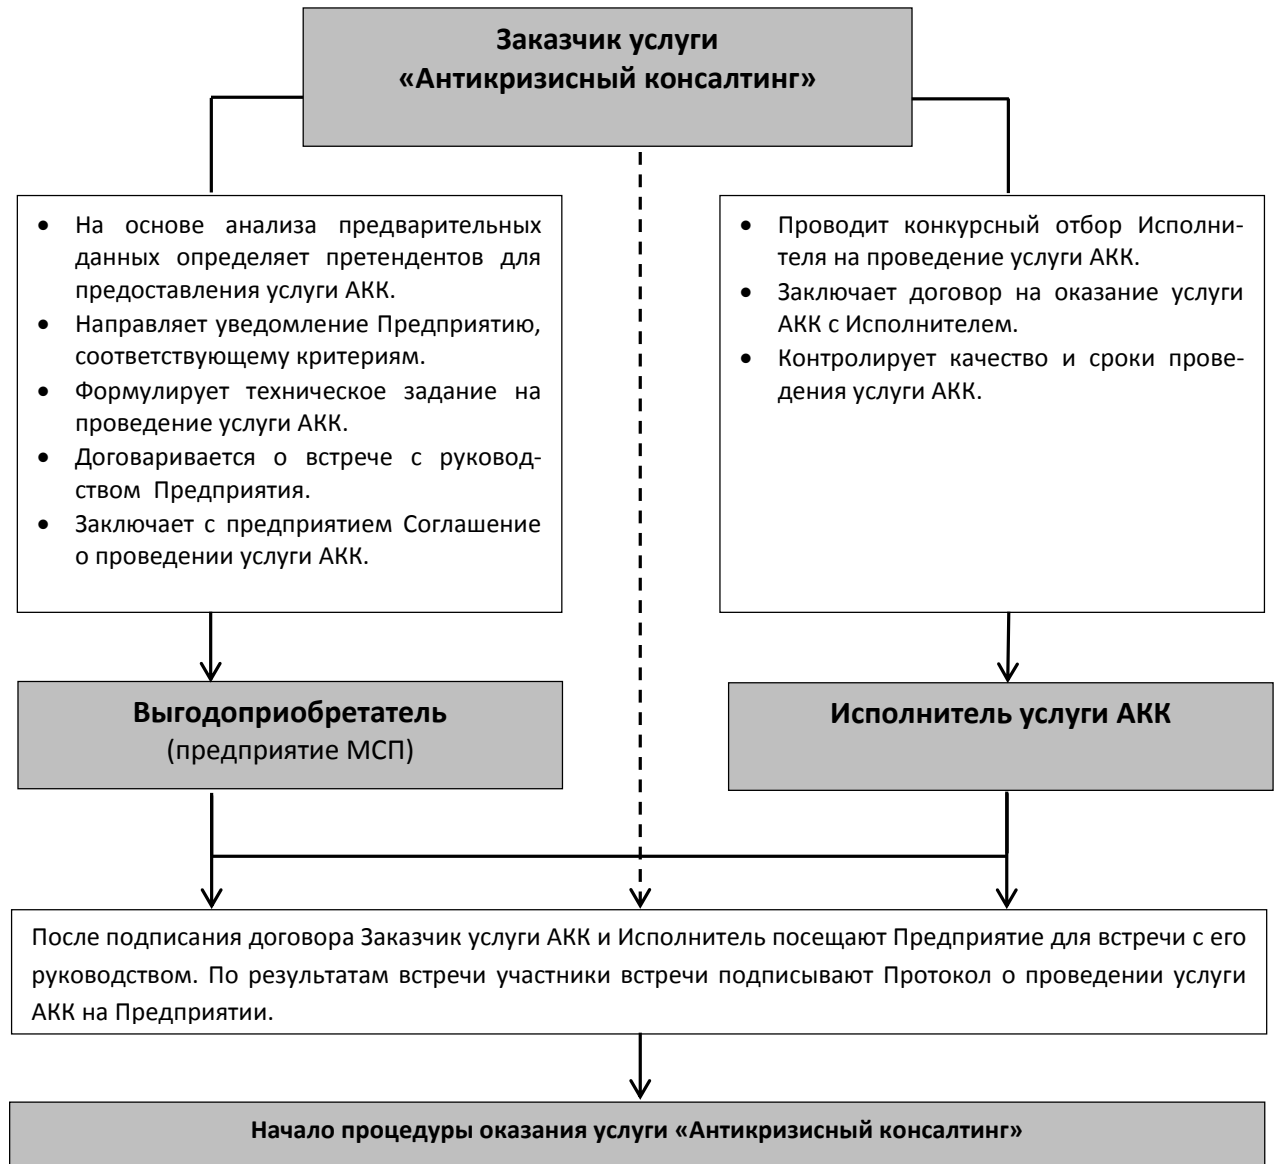 Заказчик услуги
«Антикризисный консалтинг»
• На основе анализа предварительных
данных определяет претендентов для
предоставления услуги АКК.
• Направляет уведомление Предприятию,
соответствующему критериям.
• Формулирует техническое задание на
проведение услуги АКК.
• Договаривается о встрече с руковод-
ством Предприятия.
• Заключает с предприятием Соглашение
о проведении услуги АКК.
• Проводит конкурсный отбор Исполни-
теля на проведение услуги АКК.
• Заключает договор на оказание услуги
АКК с Исполнителем.
• Контролирует качество и сроки прове-
дения услуги АКК.
Выгодоприобретатель
(предприятие МСП)
Исполнитель услуги АКК
После подписания договора Заказчик услуги АКК и Исполнитель посещают Предприятие для встречи с его
руководством. По результатам встречи участники встречи подписывают Протокол о проведении услуги
АКК на Предприятии.
Начало процедуры оказания услуги «Антикризисный консалтинг»